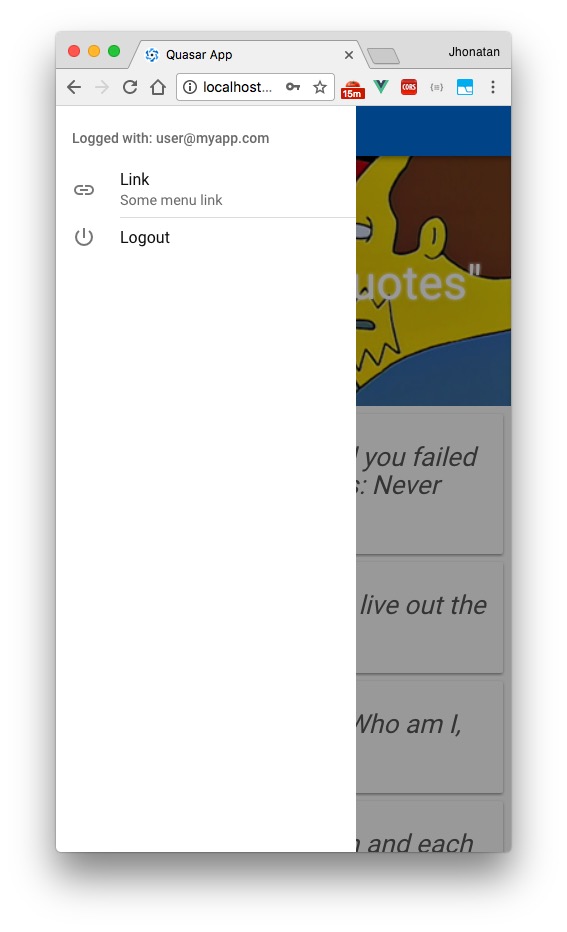 Quasar App
Jhonatan
localhost...
15m
CORS
Logged with: user@myapp.com
Link
Some menu link
Logout
uotes"
you failed
s: Never
live out the
Who am I,
and each